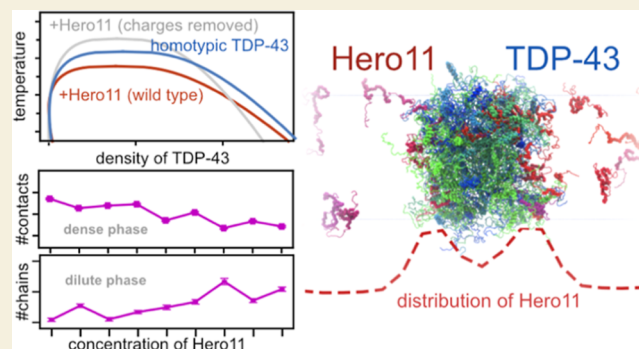 +Hero11 (charges removed)
homotypic TDP-43
+Hero11 (wild type)
temperature
density of TDP-43
#contacts
dense phase
#chains
dilute phase
concentration of Hero11
Hero11
TDP-43
distribution of Hero11